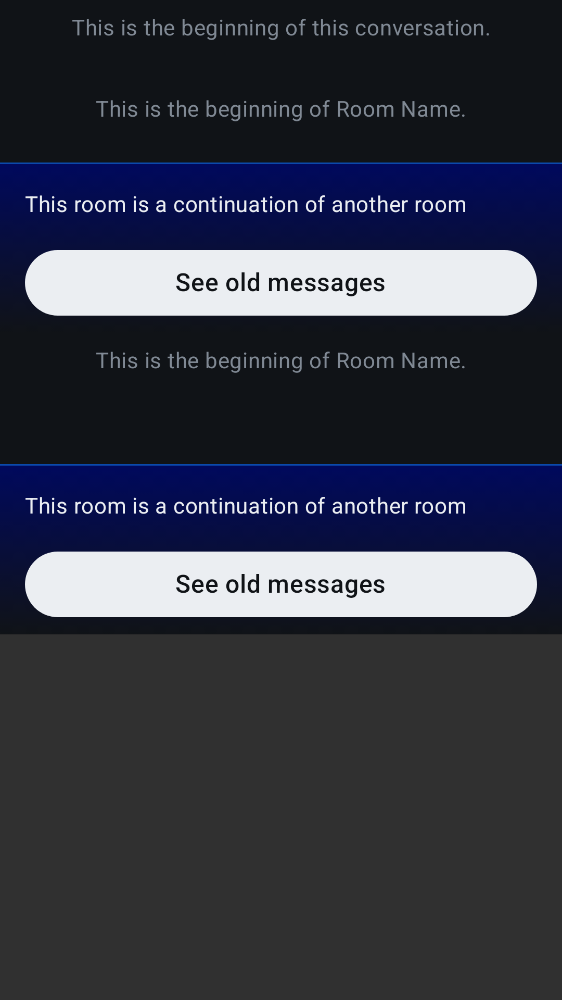 This is the beginning of this conversation.
This is the beginning of Room Name.
This room is a continuation of another room
See old messages
This is the beginning of Room Name.
This room is a continuation of another room
See old messages